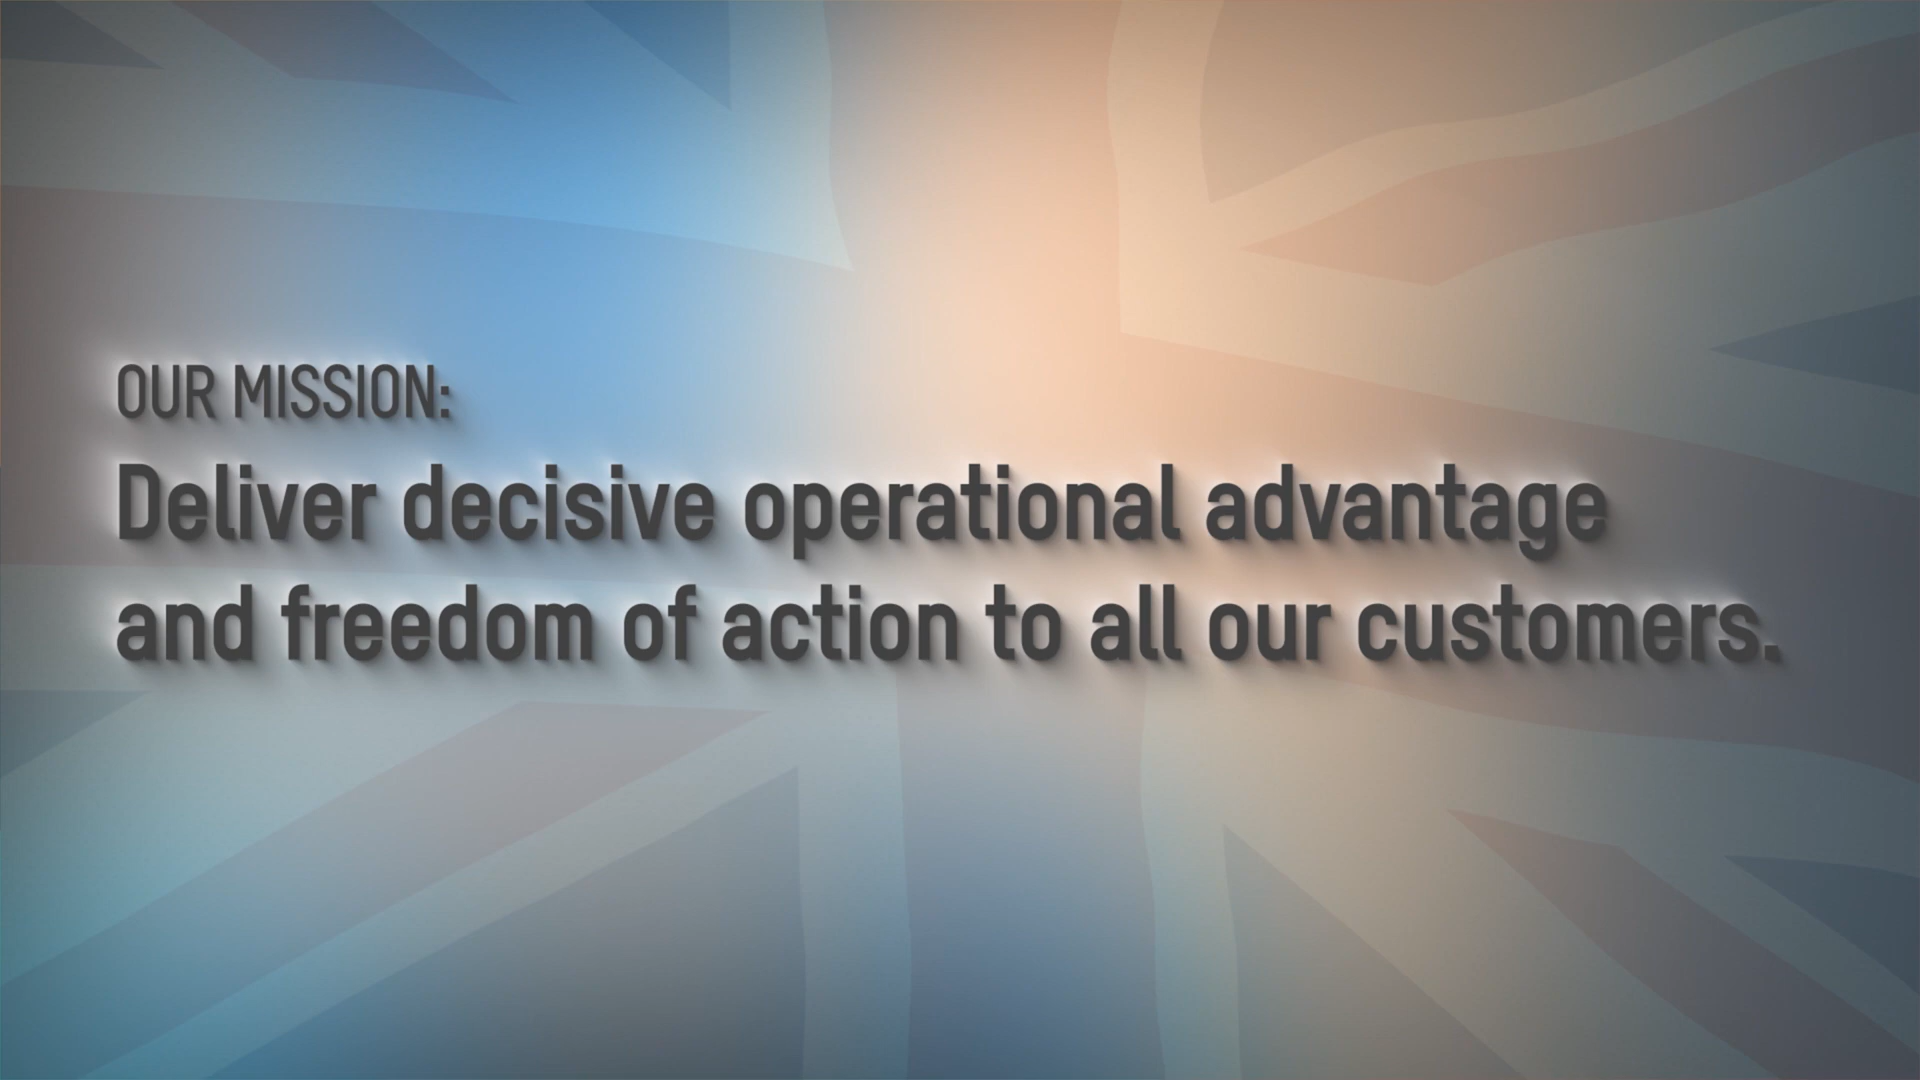 OUR MISSION:
Deliver decisive operational advantage
and freedom of action to all our customers.